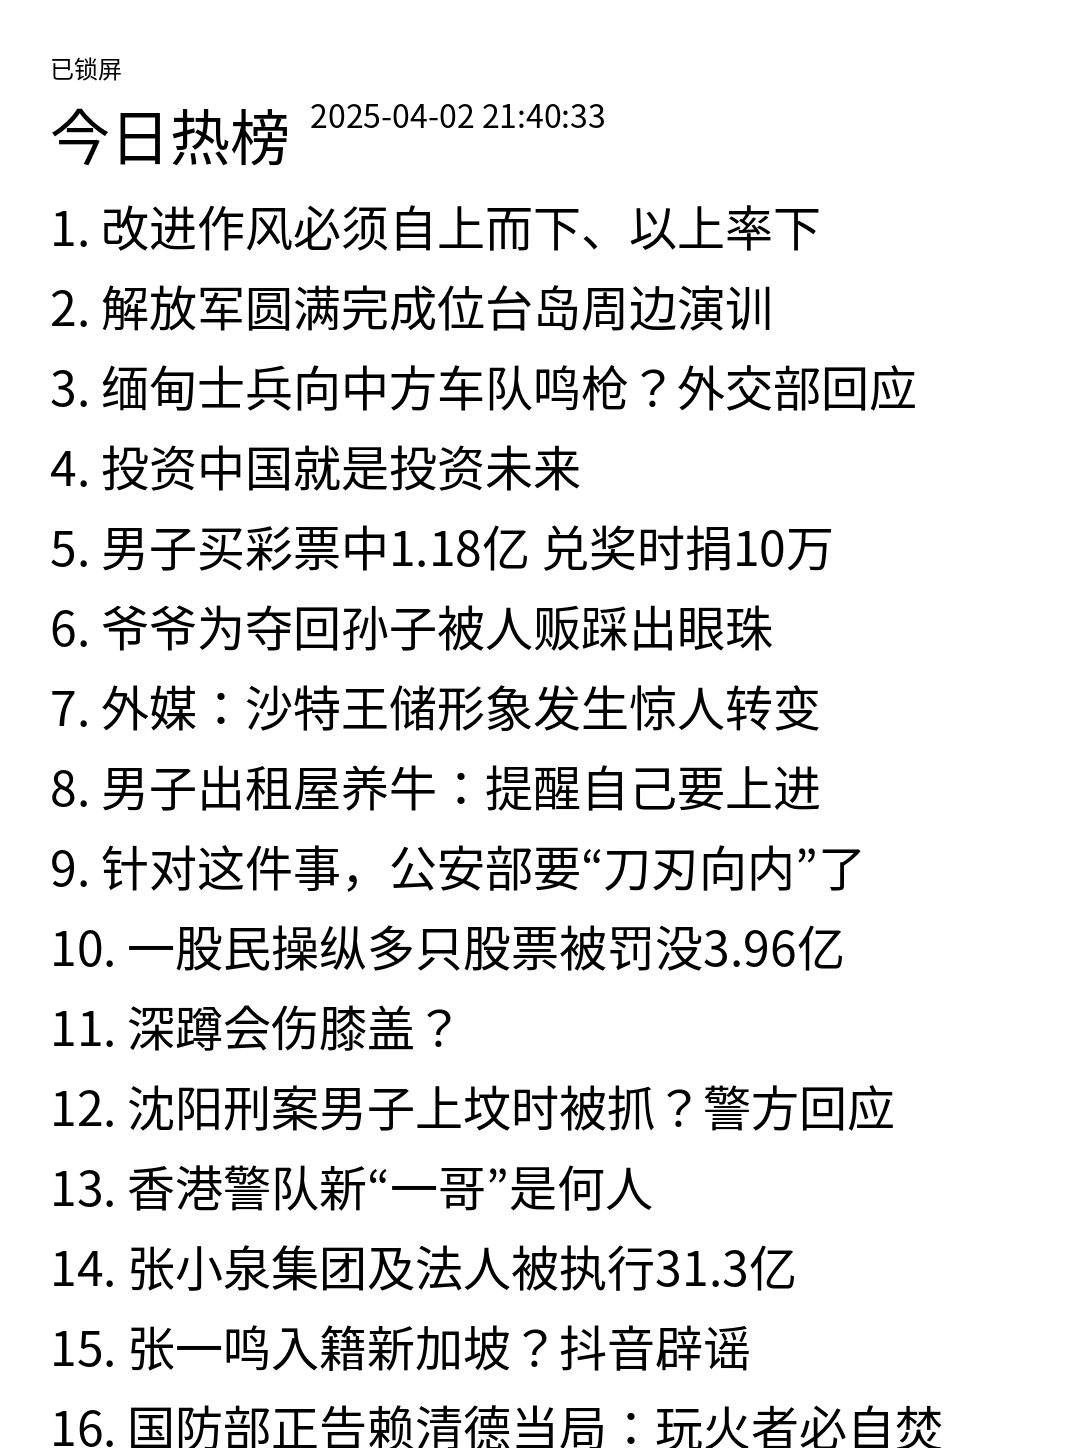 已锁屏
今日热榜 2025-04-02 21:40:33
1. 改进作风必须自上而下、以上率下
2. 解放军圆满完成位台岛周边演训
3. 缅甸士兵向中方车队鸣枪？外交部回应
4. 投资中国就是投资未来
5. 男子买彩票中1.18亿 兑奖时捐10万
6. 爷爷为夺回孙子被人贩踩出眼珠
7. 外媒：沙特王储形象发生惊人转变
8. 男子出租屋养牛：提醒自己要上进
9. 针对这件事，公安部要“刀刃向内”了
10. 一股民操纵多只股票被罚没3.96亿
11. 深蹲会伤膝盖？
12. 沈阳刑案男子上坟时被抓？警方回应
13. 香港警队新“一哥”是何人
14. 张小泉集团及法人被执行31.3亿
15. 张一鸣入籍新加坡？抖音辟谣
16. 国防部正告赖清德当局：玩火者必自焚